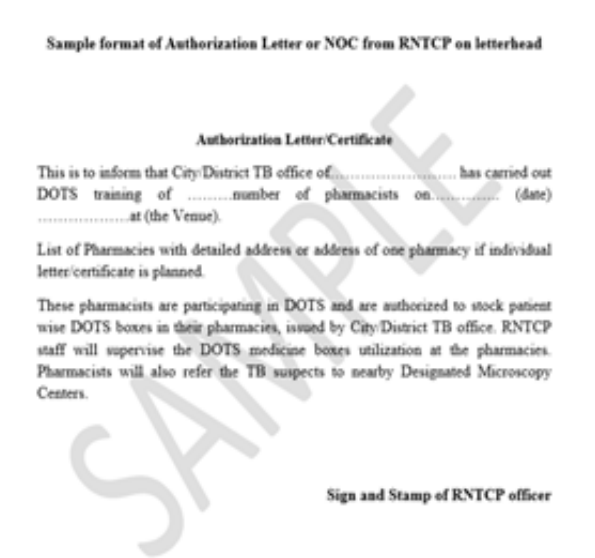 Sample format of Authorization Letter or NOC from RNTCP on letterhead
Authorization Letter/Certificate
This is to inform that City/District TB office of........................... has carried out
DOTS training of ..........number of pharmacists on............... (date)
....................at (the Venue).
List of Pharmacies with detailed address or address of one pharmacy if individual
letter/certificate is planned.
These pharmacists are participating in DOTS and are authorized to stock patient
wise DOTS boxes in their pharmacies, issued by City/District TB office. RNTCP
staff will supervise the DOTS medicine boxes utilization at the pharmacies.
Pharmacists will also refer the TB suspects to nearby Designated Microscopy
Centers.
SAMPLE
Sign and Stamp of RNTCP officer